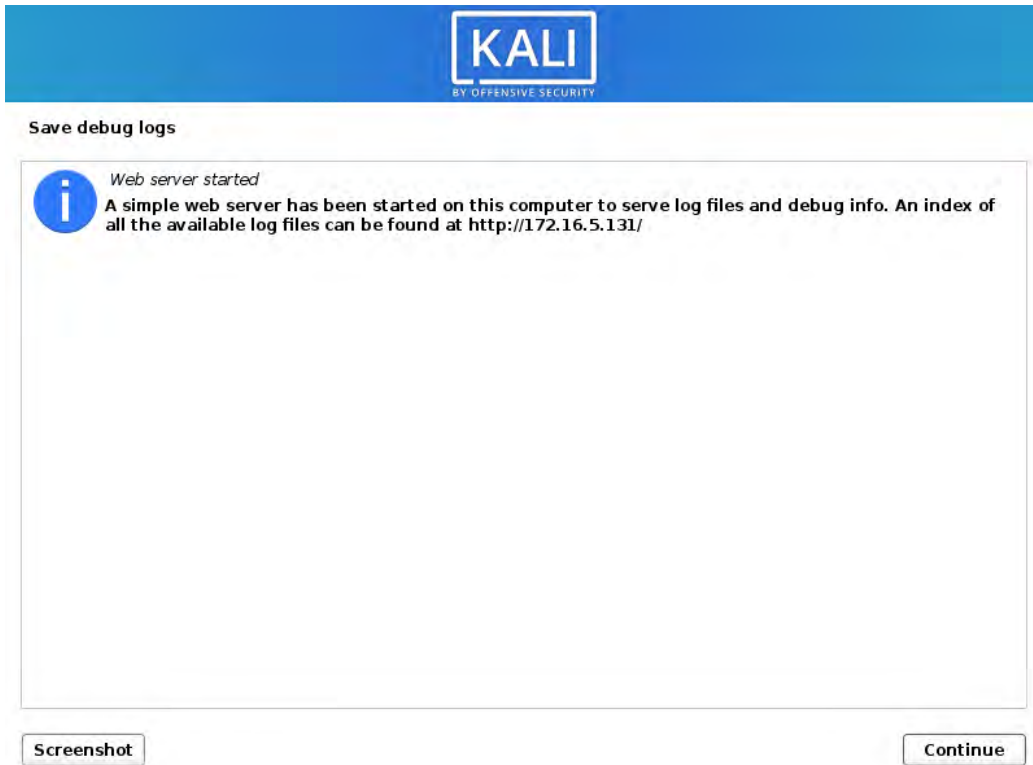 KALI
BY OFFENSIVE SECURITY
Save debug logs
Web server started
A simple web server has been started on this computer to serve log files and debug info. An index of
all the available log files can be found at http://172.16.5.131/
Screenshot
Continue